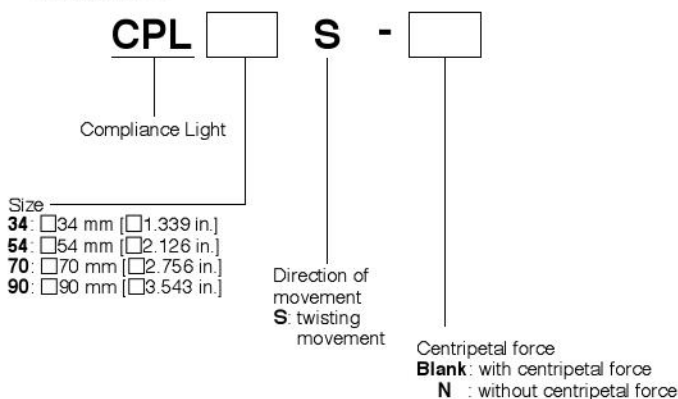 CPL □ S - □
Compliance Light
Size
34: □34 mm [□1.339 in.]
54: □54 mm [□2.126 in.]
70: □70 mm [□2.756 in.]
90: □90 mm [□3.543 in.]
Direction of
movement
S: twisting
movement
Centripetal force
Blank: with centripetal force
N : without centripetal force